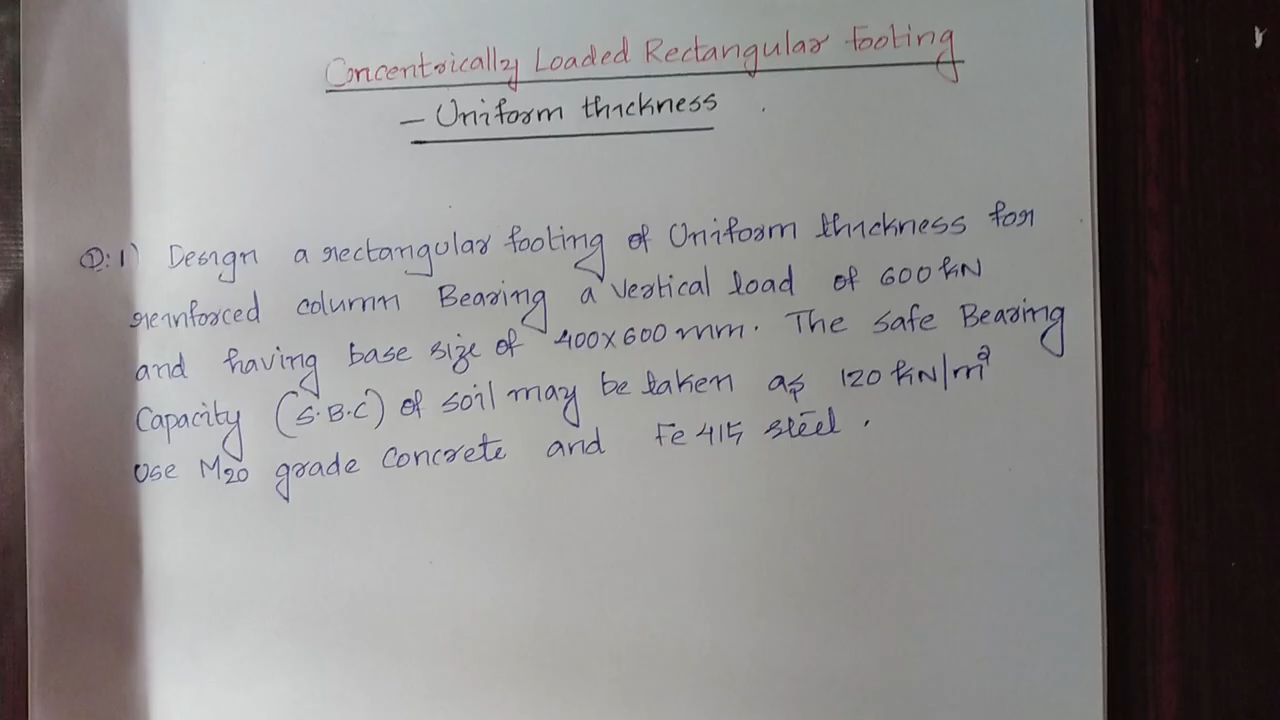 Concentrically Loaded Rectangular footing
- Uniform thickness .
Q:1) Design a rectangular footing of Uniform thickness for
reinforced column Bearing a vertical load of 600 kN
and having base size of 400x600 mm. The safe Bearing
Capacity (S.B.C) of soil may be taken as 120 kN/m²
Use M20 grade concrete and Fe 415 steel.